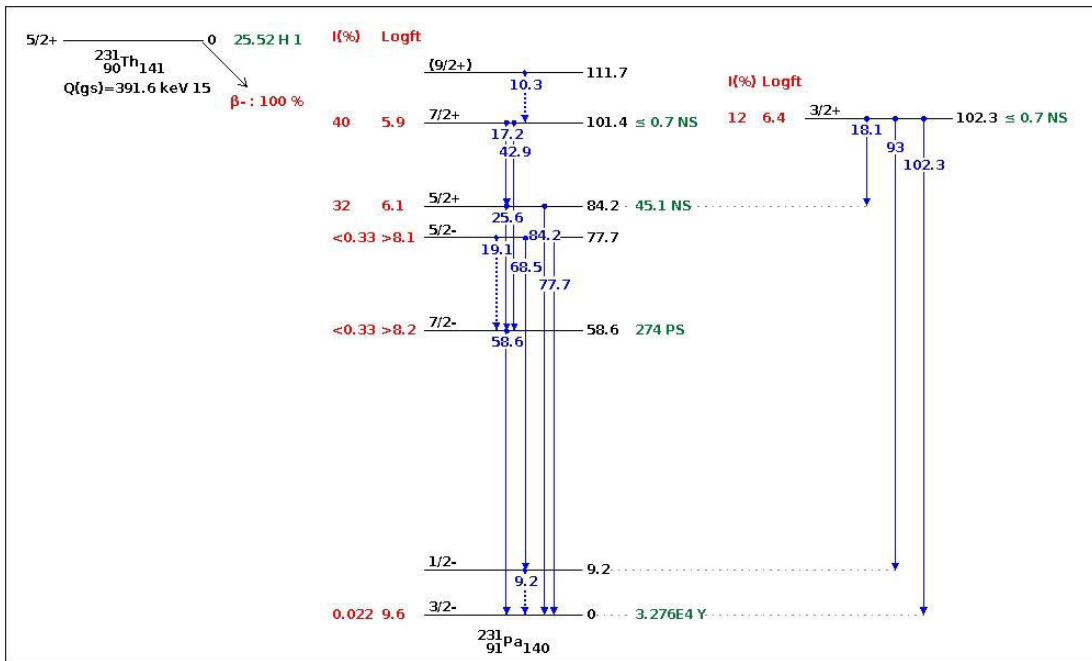 5/2+ 0 25.52 H 1
231
90Th141
Q(gs)=391.6 keV 15
β- : 100 %
I(%) Logft
(9/2+) 111.7
10.3
40 5.9 7/2+ 101.4 ≤ 0.7 NS
17.2
42.9
32 6.1 5/2+ 84.2 45.1 NS
25.6
<0.33 >8.1 5/2- 84.2 77.7
19.1
68.5
77.7
<0.33 >8.2 7/2- 58.6 274 PS
58.6
1/2- 9.2
9.2
0.022 9.6 3/2- 0 3.276E4 Y
231
91Pa140
I(%) Logft
12 6.4 3/2+ 102.3 ≤ 0.7 NS
18.1
93
102.3